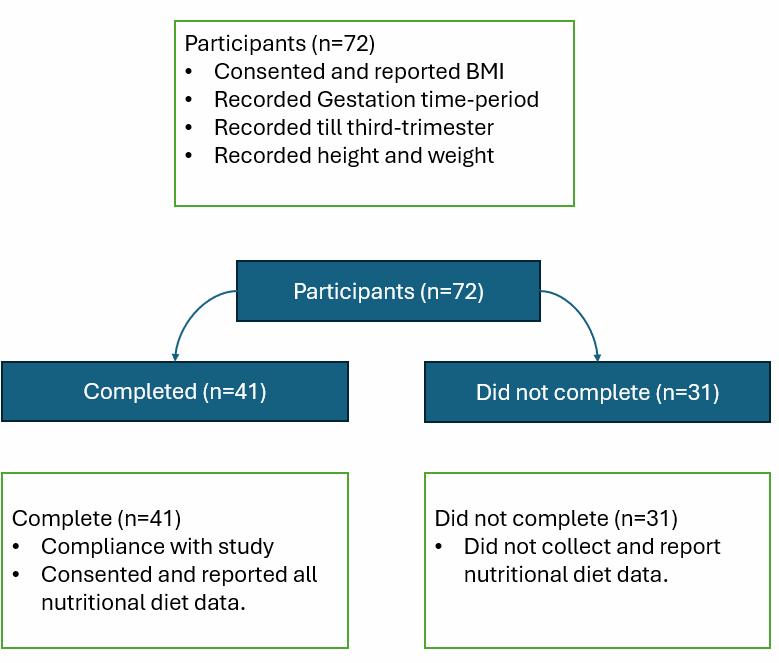 Participants (n=72)
• Consented and reported BMI
• Recorded Gestation time-period
• Recorded till third-trimester
• Recorded height and weight
Participants (n=72)
Completed (n=41)
Did not complete (n=31)
Complete (n=41)
• Compliance with study
• Consented and reported all
nutritional diet data.
Did not complete (n=31)
• Did not collect and report
nutritional diet data.